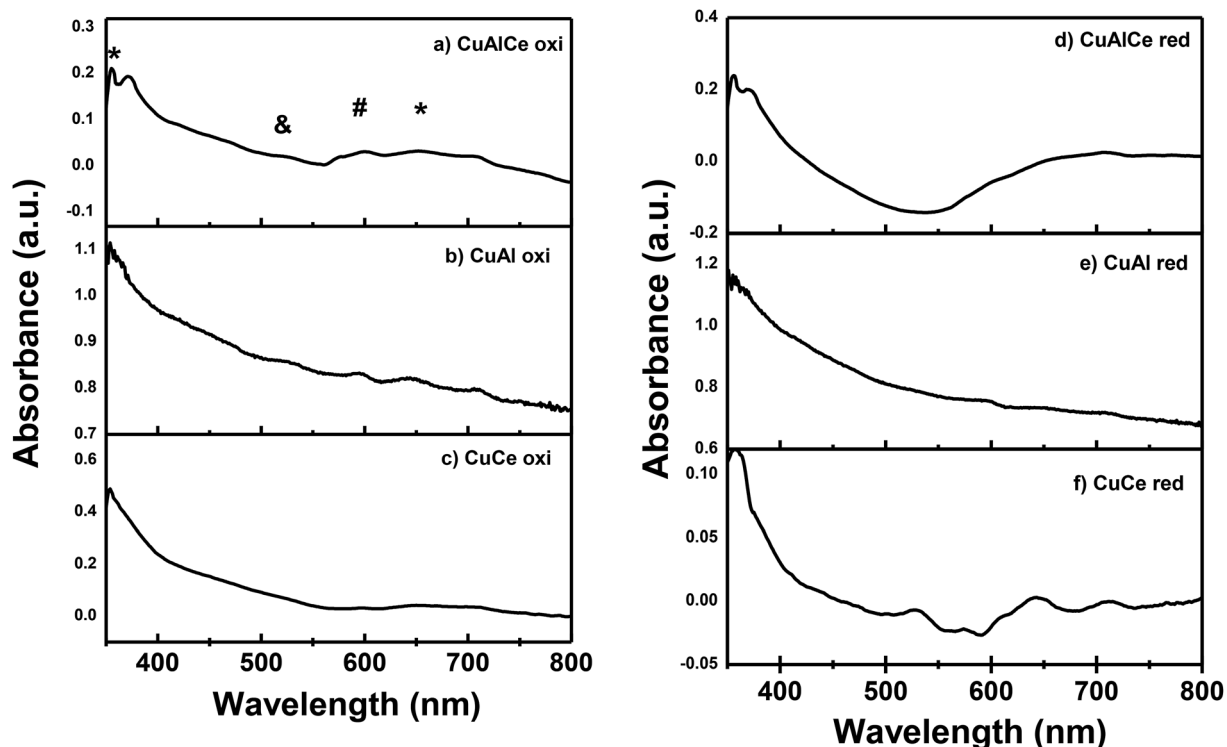 Absorbance (a.u.)
0.3
0.2
0.1
0.0
-0.1
a) CuAlCe oxi
*
&
#
*
1.1
1.0
0.9
0.8
0.7
b) CuAl oxi
0.6
0.4
0.2
0.0
c) CuCe oxi
400 500 600 700 800
Wavelength (nm)
Absorbance (a.u.)
0.4
0.2
0.0
-0.2
d) CuAlCe red
1.2
1.0
0.8
0.6
e) CuAl red
0.10
0.05
0.00
-0.05
f) CuCe red
400 500 600 700 800
Wavelength (nm)